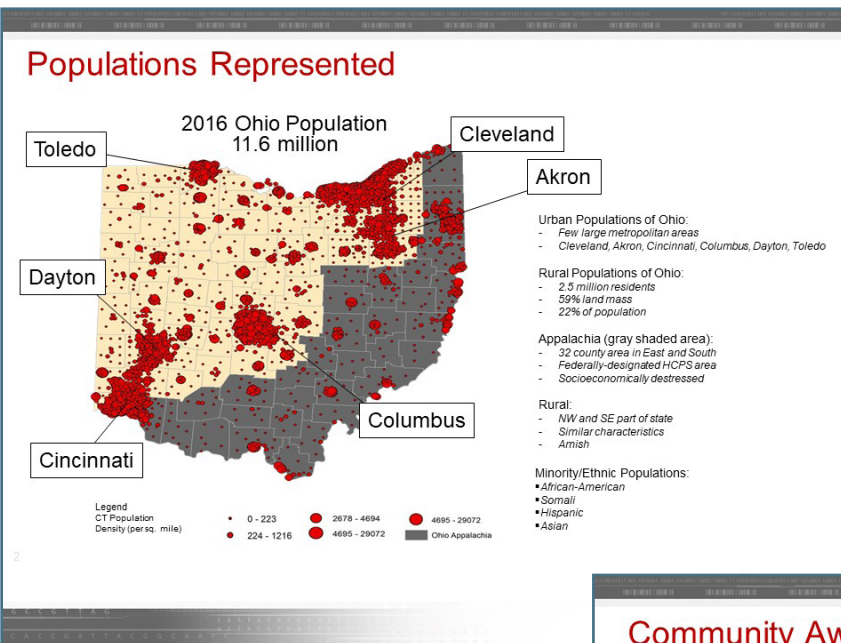 Populations Represented
2016 Ohio Population
11.6 million
Toledo
Cleveland
Akron
Dayton
Columbus
Cincinnati
Urban Populations of Ohio:
- Few large metropolitan areas
- Cleveland, Akron, Cincinnati, Columbus, Dayton, Toledo
Rural Populations of Ohio:
- 2.5 million residents
- 59% land mass
- 22% of population
Appalachia (gray shaded area):
- 32 county area in East and South
- Federally-designated HCPS area
- Socioeconomically destressed
Rural:
- NW and SE part of state
- Similar characteristics
- Amish
Minority/Ethnic Populations:
▪African-American
▪Somali
▪Hispanic
▪Asian
Legend
CT Population
Density (per sq. mile)
0 - 223
224 - 1216
2678 - 4694
4695 - 29072
4695 - 29072
Ohio Appalachia
2
G C C G T T A G
C A C C G A T T A C G G C A A T
Community Aw